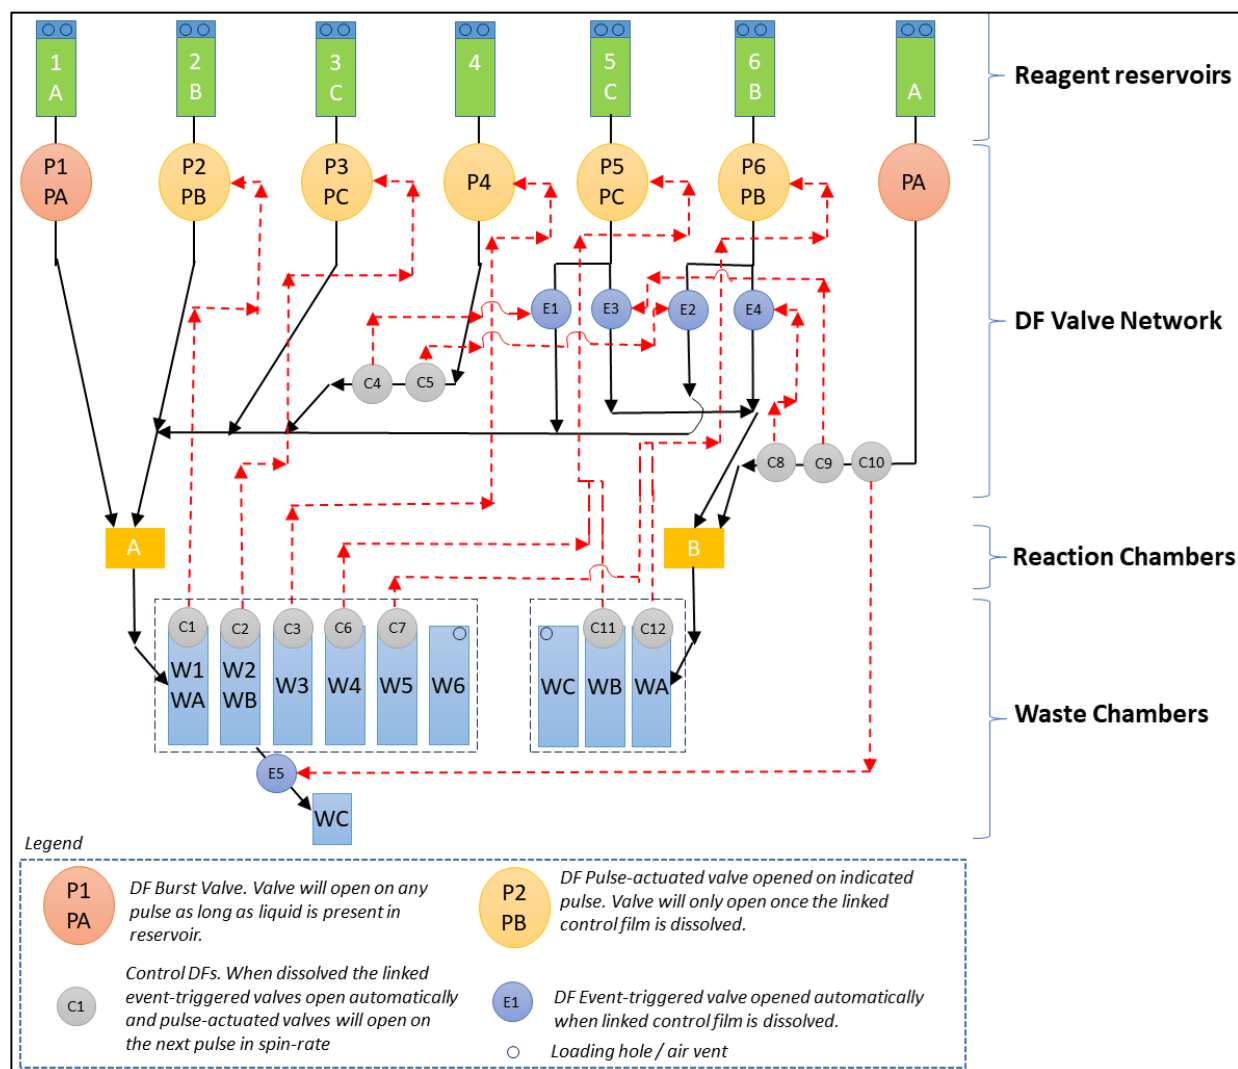 1
A
2
B
3
C
4
5
C
6
B
A
Reagent reservoirs
P1
PA
P2
PB
P3
PC
P4
P5
PC
P6
PB
PA
E1
E3
E2
E4
DF Valve Network
C4
C5
C8
C9
C10
A
B
Reaction Chambers
C1
C2
C3
C6
C7
C11
C12
W1
WA
W2
WB
W3
W4
W5
W6
WC
WB
WA
Waste Chambers
E5
WC
Legend
P1
PA
DF Burst Valve. Valve will open on any
pulse as long as liquid is present in
reservoir.
P2
PB
DF Pulse-actuated valve opened on indicated
pulse. Valve will only open once the linked
control film is dissolved.
C1
Control DFs. When dissolved the linked
event-triggered valves open automatically
and pulse-actuated valves will open on
the next pulse in spin-rate
E1
DF Event-triggered valve opened automatically
when linked control film is dissolved.
Loading hole / air vent